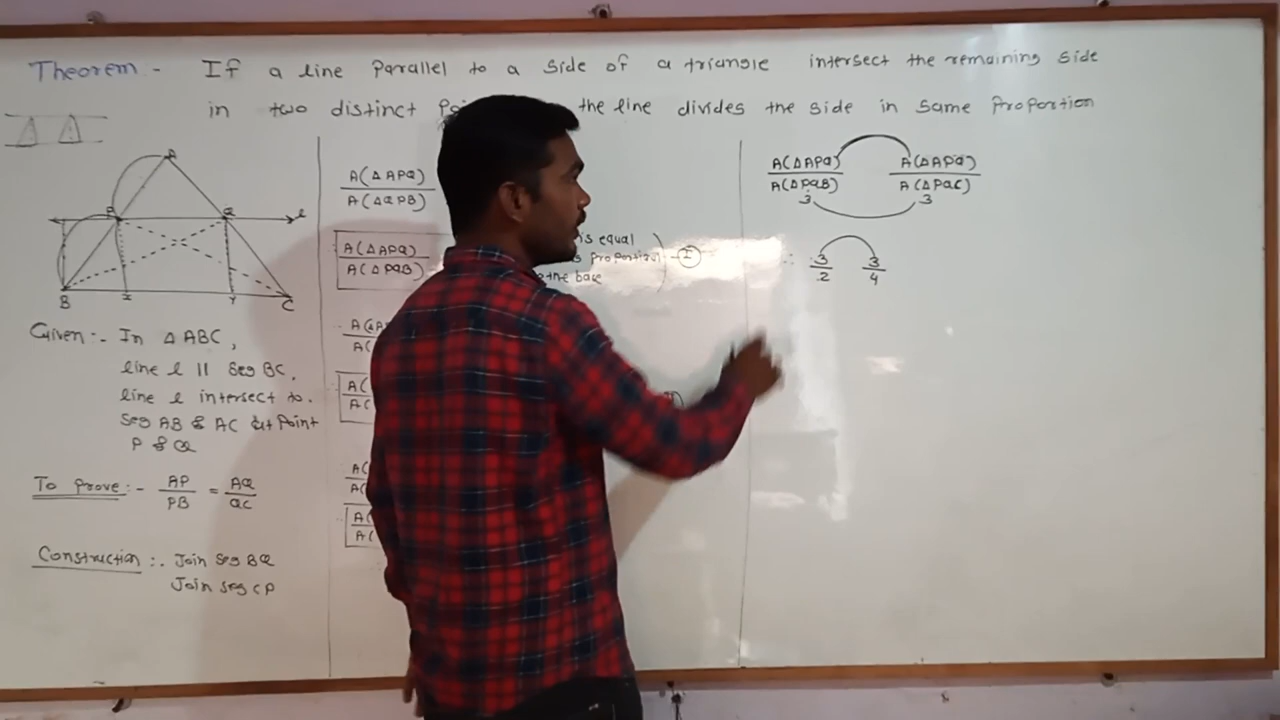 Theorem - If a line parallel to a side of a triangle intersect the remaining side
in two distinct the line divides the side in same proportion
A
P Q l
B X Y C
Given :- In △ ABC,
line l || seg BC.
line l intersect to.
seg AB & AC at Point
P & Q
To Prove :- AP/PB = AQ/QC
Construction :. Join seg BQ
Join seg CP
A(△APQ)
A(△QPB)
A(△APQ)
A(△PQB)
is equal
proportional
the base
I
A(△APQ) A(△APQ)
A(△PQB) A(△PQC)
3 3
∴ 3/2 3/4